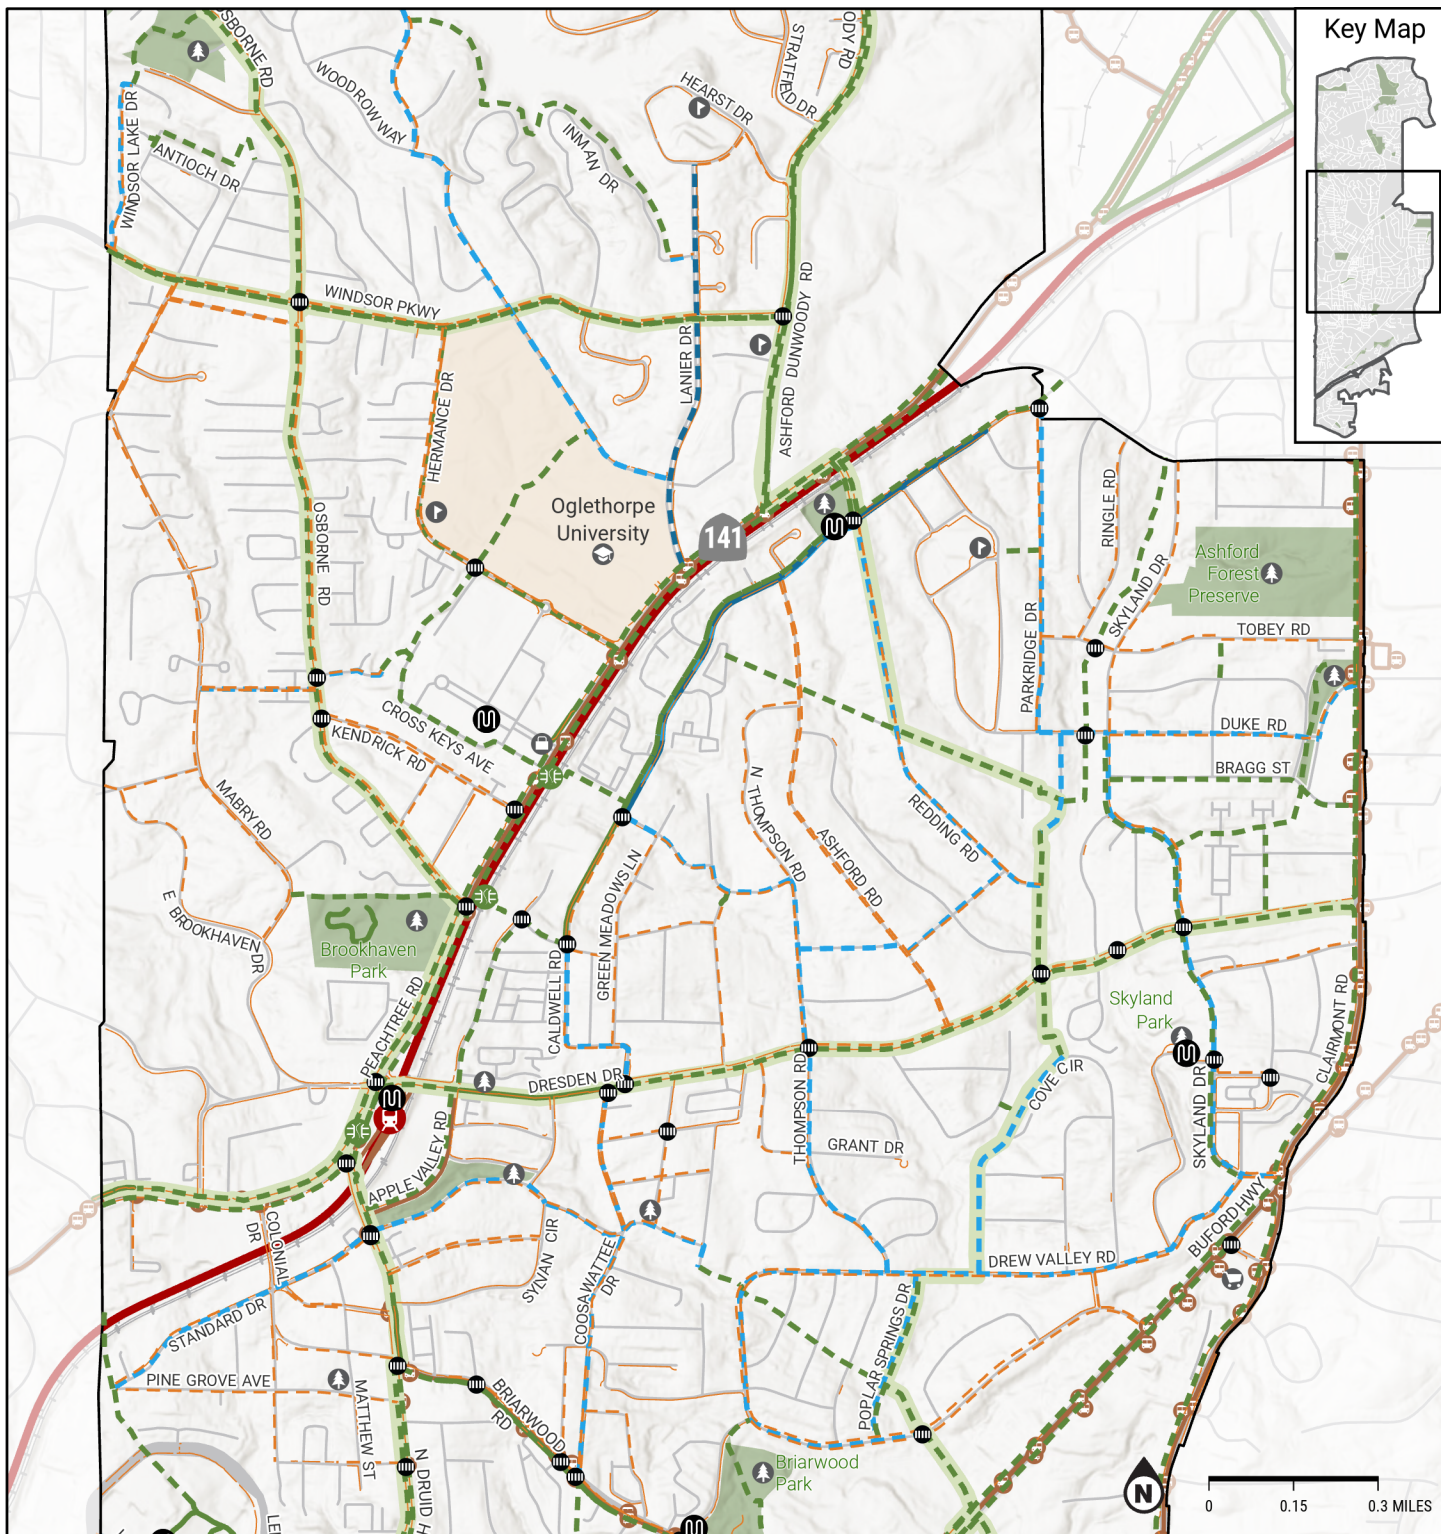 Key Map
OSBORNE RD
WOODROW WAY
HEARST DR
STRATFIELD DR
ODY RD
WINDSOR LAKE DR
ANTIOCH DR
INMAN DR
WINDSOR PKWY
LANIER DR
ASHFORD DUNWOODY RD
HERMANCE DR
Oglethorpe
University
141
OSBORNE RD
RINGLE RD
SKYLAND DR
Ashford
Forest
Preserve
TOBEY RD
PARKRIDGE DR
CROSS KEYS AVE
KENDRICK RD
DUKE RD
BRAGG ST
MABRY RD
N THOMPSON RD
ASHFORD RD
REDDING RD
E BROOKHAVEN DR
Brookhaven
Park
GREEN MEADOWS LN
CALDWELL RD
PEACHTREE RD
Skyland
Park
CLAIRMONT RD
DRESDEN DR
COVE CIR
THOMPSON RD
GRANT DR
SKYLAND DR
APPLE VALLEY RD
COLONIAL
DR
SYLVAN CIR
COOSAWATTEE
DR
DREW VALLEY RD
BUFORD HWY
STANDARD DR
POPLAR SPRINGS DR
PINE GROVE AVE
MATTHEW ST
BRIARWOOD
RD
N DRUID H
Briarwood
Park
LE
N
0 0.15 0.3 MILES